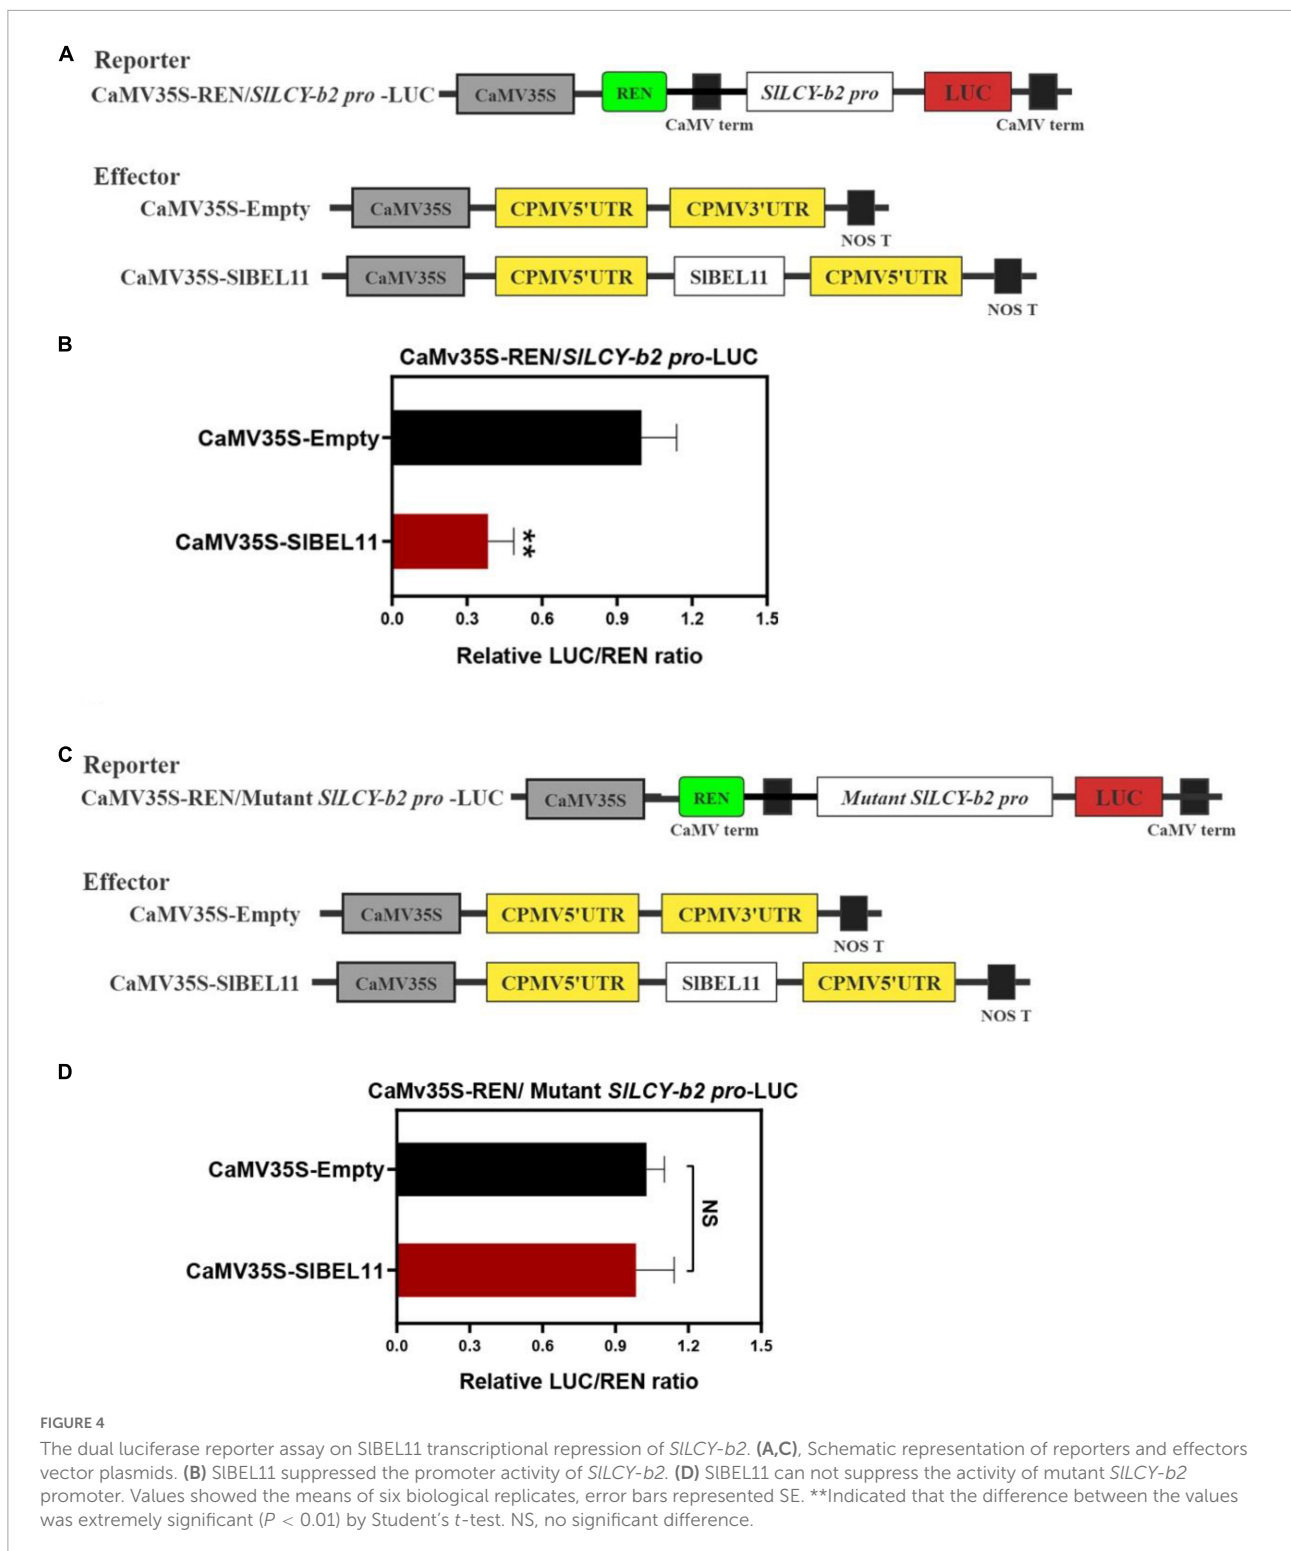 A
Reporter
CaMV35S-REN/SlLCY-b2 pro -LUC CaMV35S REN SlLCY-b2 pro LUC
CaMV term CaMV term
Effector
CaMV35S-Empty CaMV35S CPMV5'UTR CPMV3'UTR
NOS T
CaMV35S-SlBEL11 CaMV35S CPMV5'UTR SlBEL11 CPMV5'UTR
NOS T
B
CaMv35S-REN/SlLCY-b2 pro-LUC
CaMV35S-Empty
CaMV35S-SlBEL11 **
0.0 0.3 0.6 0.9 1.2 1.5
Relative LUC/REN ratio
C
Reporter
CaMV35S-REN/Mutant SlLCY-b2 pro -LUC CaMV35S REN Mutant SlLCY-b2 pro LUC
CaMV term CaMV term
Effector
CaMV35S-Empty CaMV35S CPMV5'UTR CPMV3'UTR
NOS T
CaMV35S-SlBEL11 CaMV35S CPMV5'UTR SlBEL11 CPMV5'UTR
NOS T
D
CaMv35S-REN/ Mutant SlLCY-b2 pro-LUC
CaMV35S-Empty
NS
CaMV35S-SlBEL11
0.0 0.3 0.6 0.9 1.2 1.5
Relative LUC/REN ratio
FIGURE 4
The dual luciferase reporter assay on SlBEL11 transcriptional repression of SlLCY-b2. (A,C), Schematic representation of reporters and effectors
vector plasmids. (B) SlBEL11 suppressed the promoter activity of SlLCY-b2. (D) SlBEL11 can not suppress the activity of mutant SlLCY-b2
promoter. Values showed the means of six biological replicates, error bars represented SE. **Indicated that the difference between the values
was extremely significant (P < 0.01) by Student's t-test. NS, no significant difference.